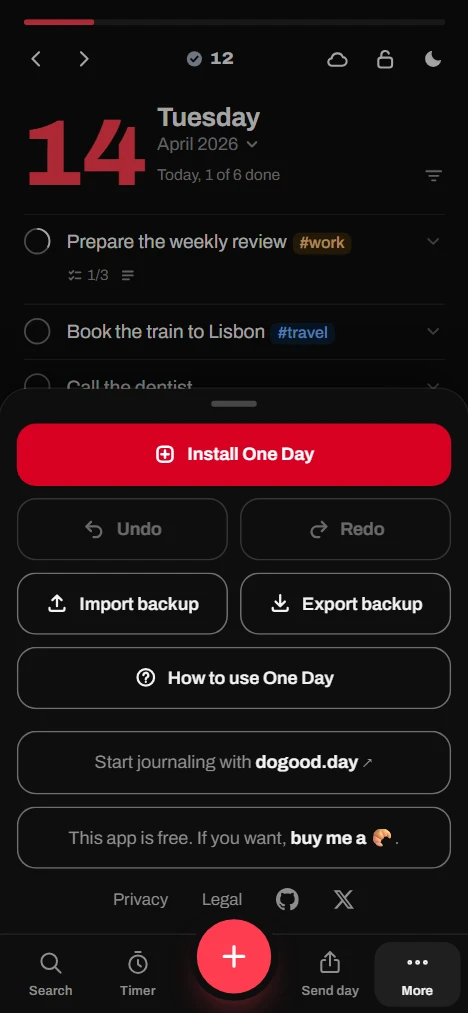 12
14
Tuesday
April 2026
Today, 1 of 6 done
Prepare the weekly review #work
1/3
Book the train to Lisbon #travel
Call the dentist
Install One Day
Undo
Redo
Import backup
Export backup
How to use One Day
Start journaling with dogood.day ↗
This app is free. If you want, buy me a 🥐.
Privacy
Legal
Search
Timer
Send day
More